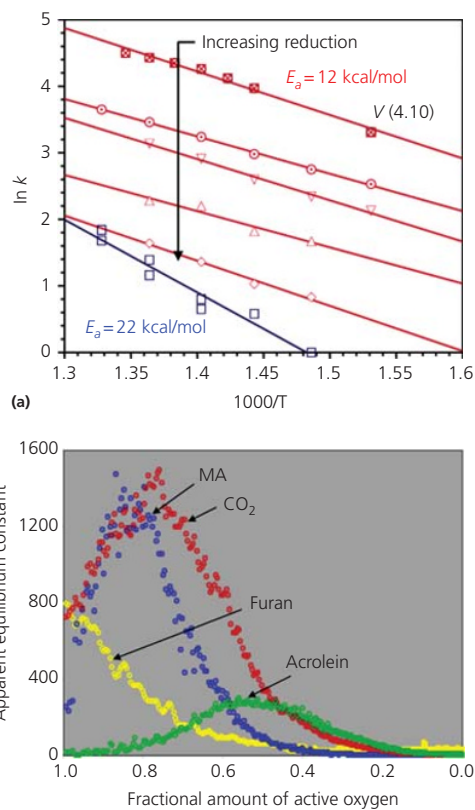 5
4
3
2
1
0
ln k
Increasing reduction
Eₐ = 12 kcal/mol
V (4.10)
Eₐ = 22 kcal/mol
1.3 1.35 1.4 1.45 1.5 1.55 1.6
1000/T
(a)
1600
1200
800
400
0
Apparent equilibrium constant
MA
CO₂
Furan
Acrolein
1.0 0.8 0.6 0.4 0.2 0.0
Fractional amount of active oxygen